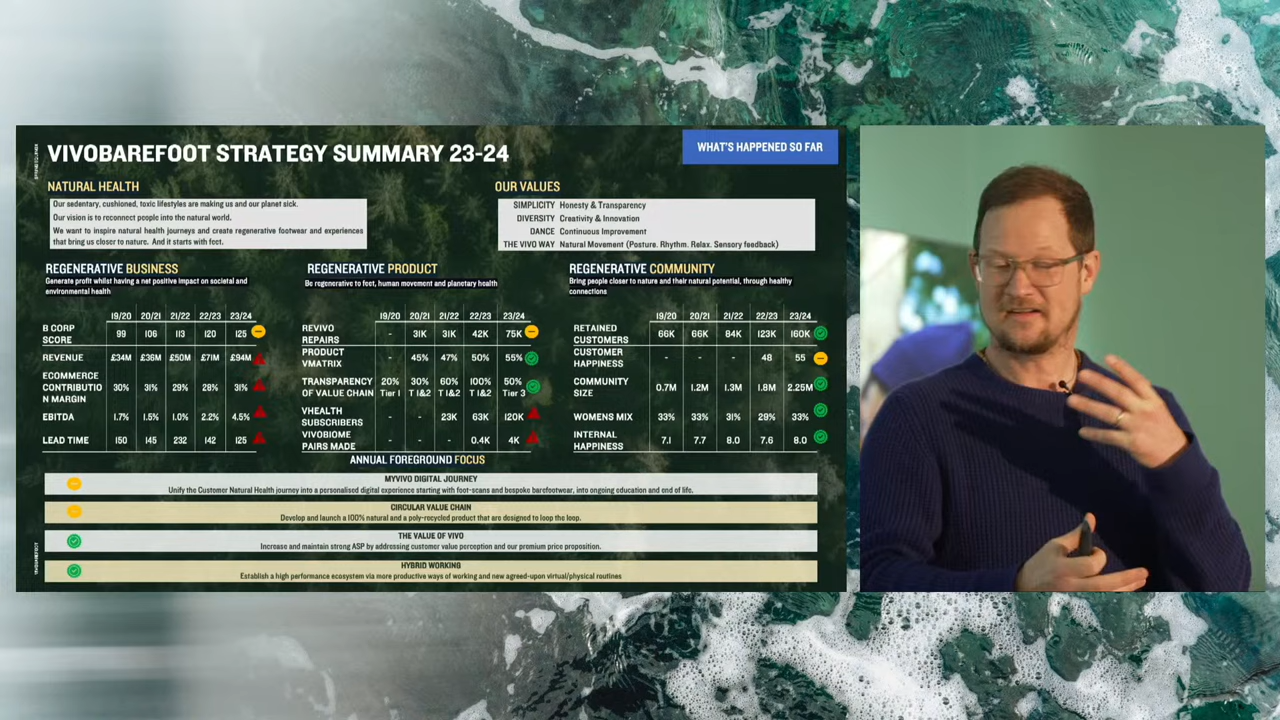 VIVOBAREFOOT STRATEGY SUMMARY 23-24
WHAT'S HAPPENED SO FAR
NATURAL HEALTH
Our sedentary, cushioned, toxic lifestyles are making us and our planet sick.
Our vision is to reconnect people into the natural world.
We want to inspire natural health journeys and create regenerative footwear and experiences
that bring us closer to nature. And it starts with feet.
OUR VALUES
SIMPLICITY Honesty & Transparency
DIVERSITY Creativity & Innovation
DANCE Continuous Improvement
THE VIVO WAY Natural Movement (Posture. Rhythm. Relax. Sensory feedback)
REGENERATIVE BUSINESS
Generate profit whilst having a net positive impact on societal and
environmental health
19/20 20/21 21/22 22/23 23/24
B CORP
SCORE 99 106 113 120 125
REVENUE £34M £36M £50M £71M £94M
ECOMMERCE
CONTRIBUTIO
N MARGIN 30% 31% 29% 28% 31%
EBITDA 1.7% 1.5% 1.0% 2.2% 4.5%
LEAD TIME 150 145 232 142 125
REGENERATIVE PRODUCT
Be regenerative to feet, human movement and planetary health
19/20 20/21 21/22 22/23 23/24
REVIVO
REPAIRS - 31K 31K 42K 75K
PRODUCT
VMATRIX - 45% 47% 50% 55%
TRANSPARENCY 20% 30% 60% 100% 50%
OF VALUE CHAIN Tier 1 T 1&2 T 1&2 T 1&2 Tier 3
VHEALTH
SUBSCRIBERS - - 23K 63K 120K
VIVOBIOME
PAIRS MADE - - - 0.4K 4K
REGENERATIVE COMMUNITY
Bring people closer to nature and their natural potential, through healthy
connections
19/20 20/21 21/22 22/23 23/24
RETAINED
CUSTOMERS 66K 66K 84K 123K 160K
CUSTOMER
HAPPINESS - - - 48 55
COMMUNITY
SIZE 0.7M 1.2M 1.3M 1.8M 2.25M
WOMENS MIX 33% 33% 31% 29% 33%
INTERNAL
HAPPINESS 7.1 7.7 8.0 7.6 8.0
ANNUAL FOREGROUND FOCUS
MYVIVO DIGITAL JOURNEY
Unify the Customer Natural Health journey into a personalised digital experience starting with foot-scans and bespoke barefootwear, into ongoing education and end of life.
CIRCULAR VALUE CHAIN
Develop and launch a 100% natural and a poly-recycled product that are designed to loop the loop.
THE VALUE OF VIVO
Increase and maintain strong ASP by addressing customer value perception and our premium price proposition.
HYBRID WORKING
Establish a high performance ecosystem via more productive ways of working and new agreed-upon virtual/physical routines
VIVOBAREFOOT